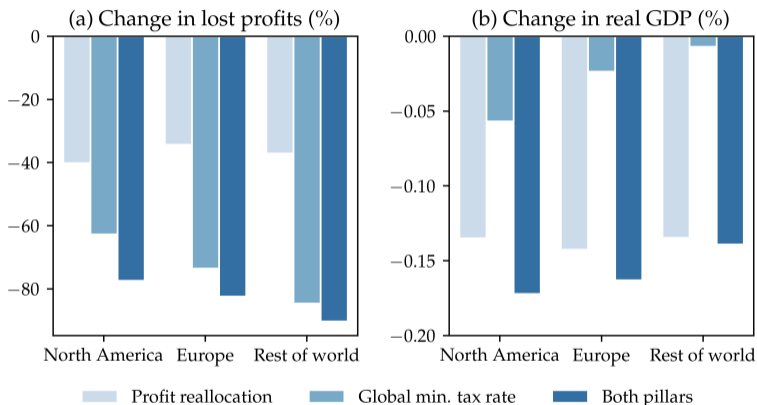 (a) Change in lost profits (%)
0
−20
−40
−60
−80
North America Europe Rest of world
(b) Change in real GDP (%)
0.00
−0.05
−0.10
−0.15
−0.20
North America Europe Rest of world
Profit reallocation Global min. tax rate Both pillars